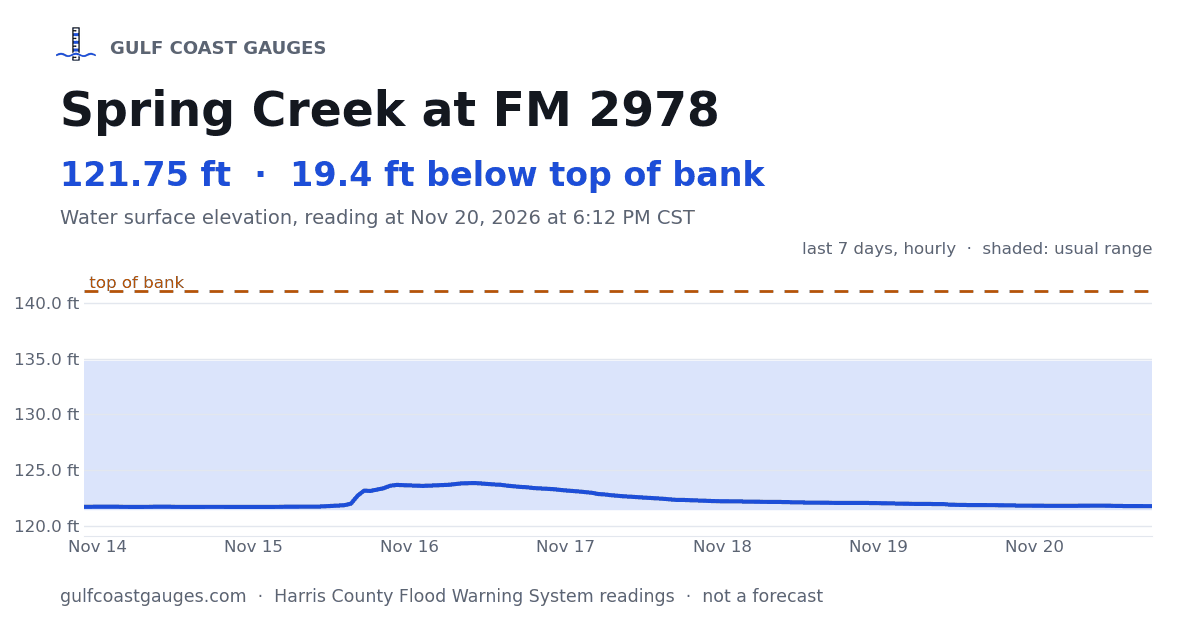 GULF COAST GAUGES
Spring Creek at FM 2978
121.75 ft · 19.4 ft below top of bank
Water surface elevation, reading at Nov 20, 2026 at 6:12 PM CST
last 7 days, hourly · shaded: usual range
top of bank
140.0 ft
135.0 ft
130.0 ft
125.0 ft
120.0 ft
Nov 14 Nov 15 Nov 16 Nov 17 Nov 18 Nov 19 Nov 20
gulfcoastgauges.com · Harris County Flood Warning System readings · not a forecast